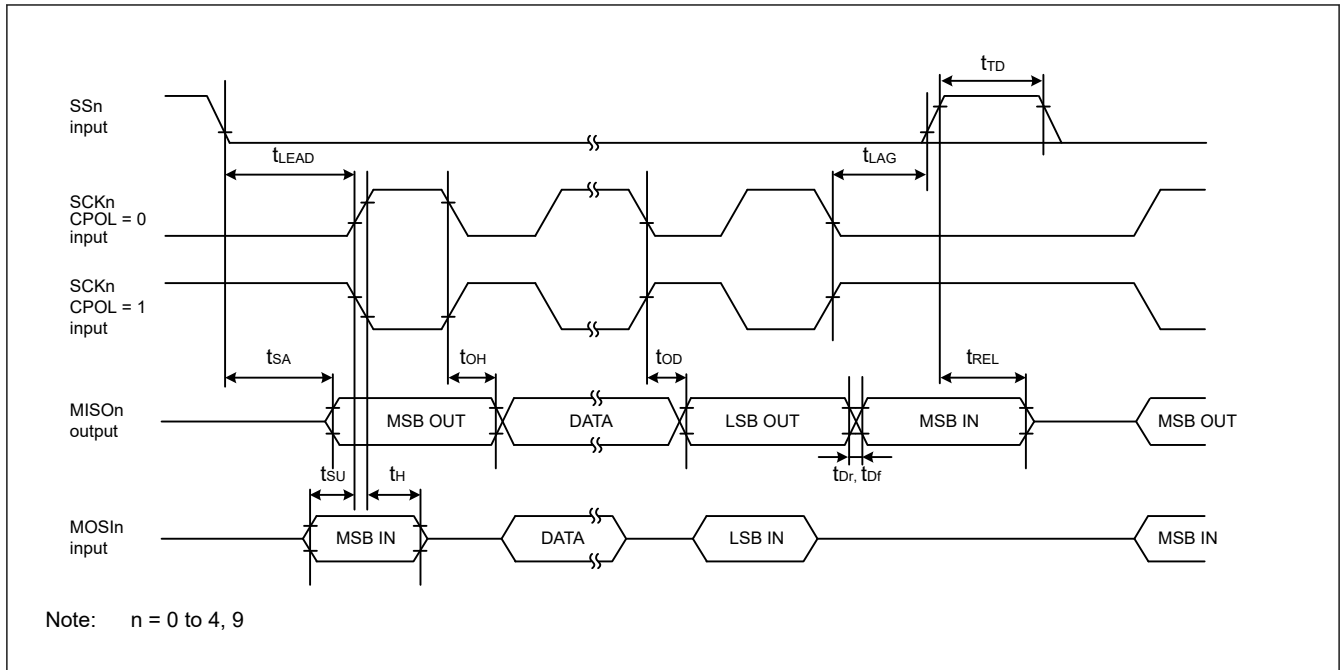 tTD
SSn
input
tLEAD
tLAG
SCKn
CPOL = 0
input
SCKn
CPOL = 1
input
tSA
tOH
tOD
tREL
MISOn
output
MSB OUT
DATA
LSB OUT
MSB IN
MSB OUT
tSU
tH
tDr, tDf
MOSIn
input
MSB IN
DATA
LSB IN
MSB IN
Note: n = 0 to 4, 9